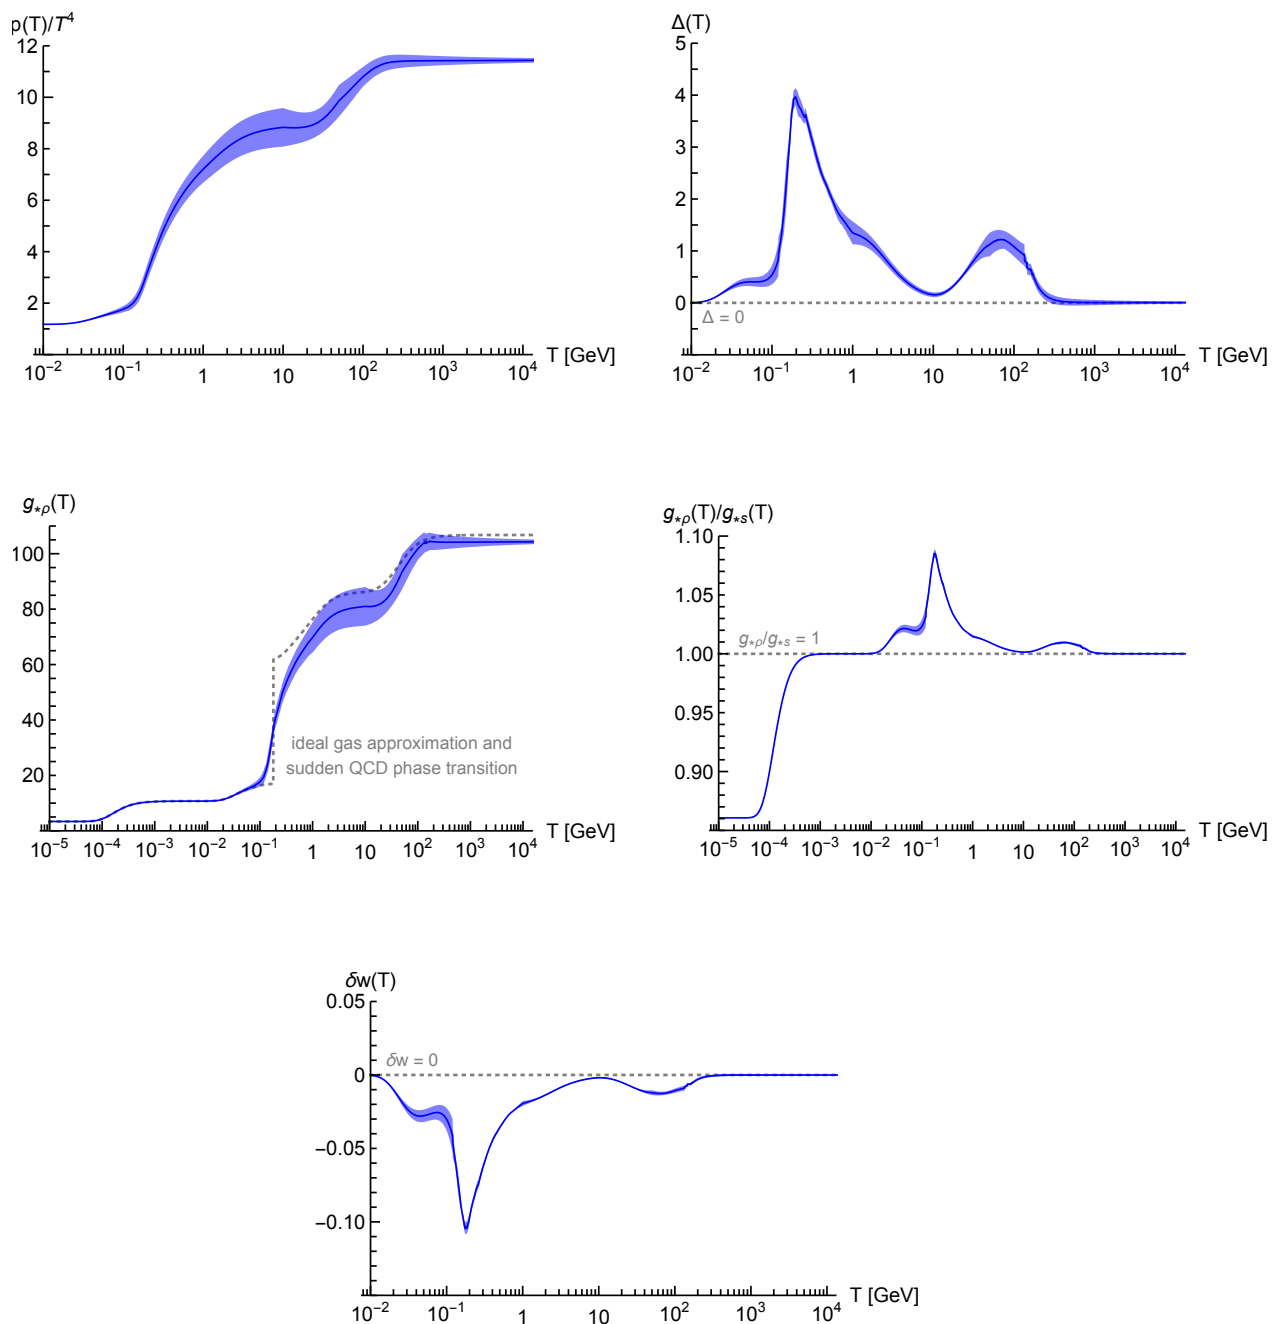 p(T)/T⁴
12
10
8
6
4
2
10⁻² 10⁻¹ 1 10 10² 10³ 10⁴ T [GeV]
Δ(T)
5
4
3
2
1
0
Δ = 0
10⁻² 10⁻¹ 1 10 10² 10³ 10⁴ T [GeV]
g*ρ(T)
100
80
60
40
20
ideal gas approximation and
sudden QCD phase transition
10⁻⁵ 10⁻⁴ 10⁻³ 10⁻² 10⁻¹ 1 10 10² 10³ 10⁴ T [GeV]
g*ρ(T)/g*s(T)
1.10
1.05
1.00
0.95
0.90
g*ρ/g*s = 1
10⁻⁵ 10⁻⁴ 10⁻³ 10⁻² 10⁻¹ 1 10 10² 10³ 10⁴ T [GeV]
δw(T)
0.05
0
−0.05
−0.10
δw = 0
10⁻² 10⁻¹ 1 10 10² 10³ 10⁴ T [GeV]